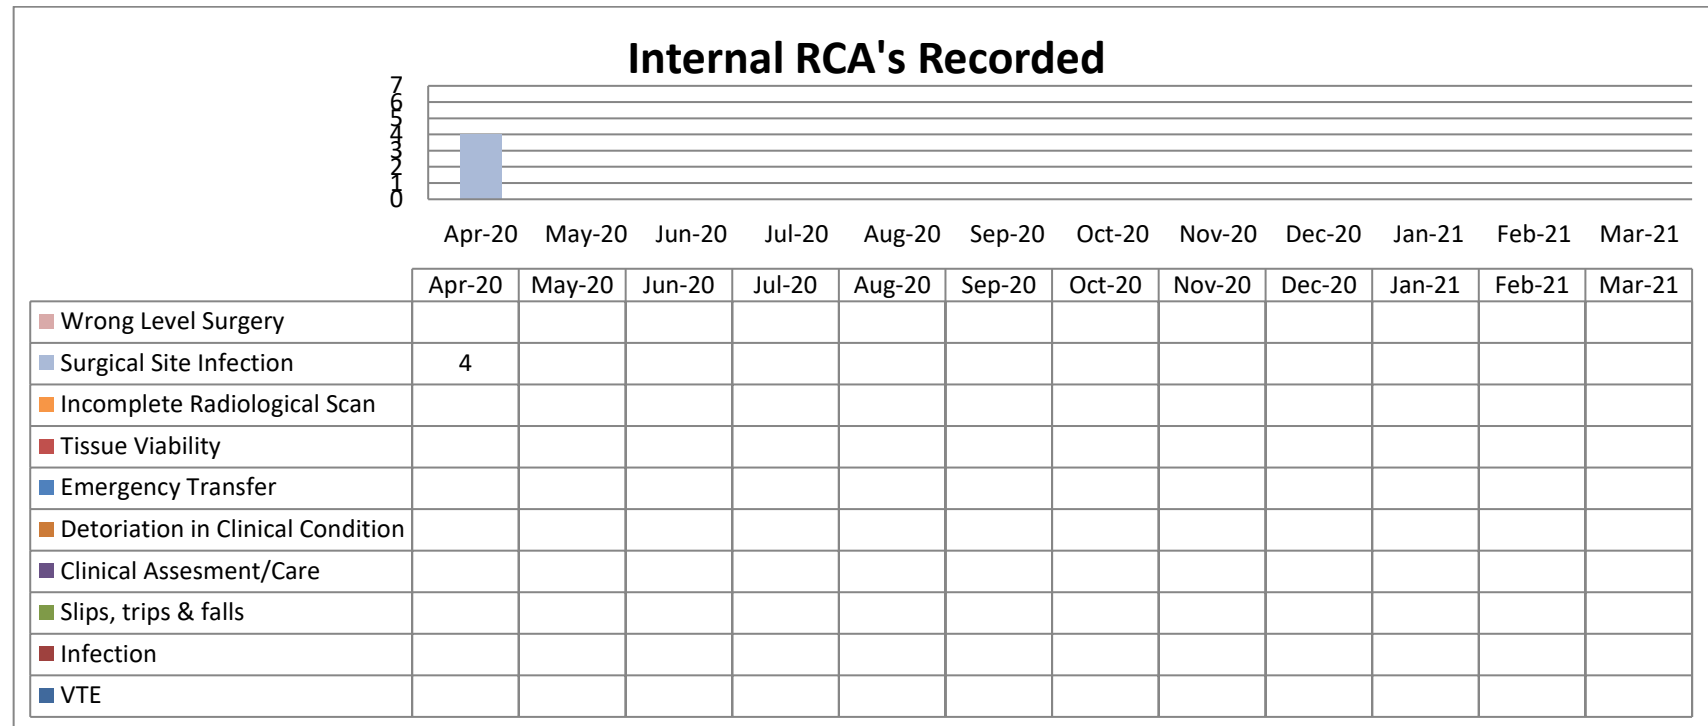 Internal RCA's Recorded
7
6
5
4
3
2
1
0
Apr-20 May-20 Jun-20 Jul-20 Aug-20 Sep-20 Oct-20 Nov-20 Dec-20 Jan-21 Feb-21 Mar-21
Apr-20 May-20 Jun-20 Jul-20 Aug-20 Sep-20 Oct-20 Nov-20 Dec-20 Jan-21 Feb-21 Mar-21
Wrong Level Surgery
Surgical Site Infection 4
Incomplete Radiological Scan
Tissue Viability
Emergency Transfer
Detoriation in Clinical Condition
Clinical Assesment/Care
Slips, trips & falls
Infection
VTE